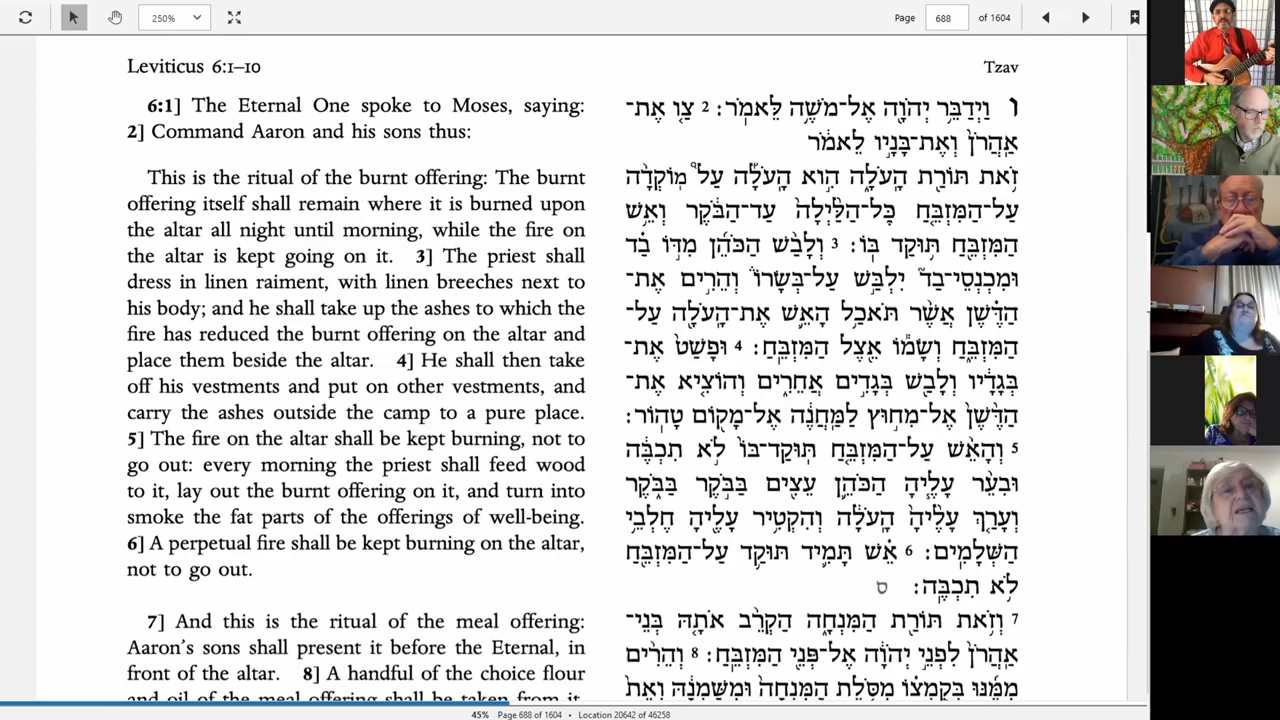 250%
Page
688
of 1604
Leviticus 6:1–10
Tzav
6:1] The Eternal One spoke to Moses, saying:
2] Command Aaron and his sons thus:
This is the ritual of the burnt offering: The burnt
offering itself shall remain where it is burned upon
the altar all night until morning, while the fire on
the altar is kept going on it. 3] The priest shall
dress in linen raiment, with linen breeches next to
his body; and he shall take up the ashes to which the
fire has reduced the burnt offering on the altar and
place them beside the altar. 4] He shall then take
off his vestments and put on other vestments, and
carry the ashes outside the camp to a pure place.
5] The fire on the altar shall be kept burning, not to
go out: every morning the priest shall feed wood
to it, lay out the burnt offering on it, and turn into
smoke the fat parts of the offerings of well-being.
6] A perpetual fire shall be kept burning on the altar,
not to go out.
7] And this is the ritual of the meal offering:
Aaron's sons shall present it before the Eternal, in
front of the altar. 8] A handful of the choice flour
and oil of the meal offering shall be taken from it,
ו וַיְדַבֵּ֥ר יְהֹוָ֖ה אֶל־מֹשֶׁ֥ה לֵּאמֹֽר׃ 2 צַ֤ו אֶֽת־
אַהֲרֹן֙ וְאֶת־בָּנָ֣יו לֵאמֹ֔ר
זֹ֥את תּוֹרַ֖ת הָעֹלָ֑ה הִ֣וא הָעֹלָ֡ה עַל֩ מוֹקְדָ֨ה
עַל־הַמִּזְבֵּ֤חַ כׇּל־הַלַּ֙יְלָה֙ עַד־הַבֹּ֔קֶר וְאֵ֥שׁ
הַמִּזְבֵּ֖חַ תּ֥וּקַד בּֽוֹ׃ 3 וְלָבַ֨שׁ הַכֹּהֵ֜ן מִדּ֣וֹ בַ֗ד
וּמִֽכְנְסֵי־בַד֮ יִלְבַּ֣שׁ עַל־בְּשָׂרוֹ֒ וְהֵרִ֣ים אֶת־
הַדֶּ֗שֶׁן אֲשֶׁ֨ר תֹּאכַ֥ל הָאֵ֛שׁ אֶת־הָעֹלָ֖ה עַל־
הַמִּזְבֵּ֑חַ וְשָׂמ֕וֹ אֵ֖צֶל הַמִּזְבֵּֽחַ׃ 4 וּפָשַׁט֙ אֶת־
בְּגָדָ֔יו וְלָבַ֖שׁ בְּגָדִ֣ים אֲחֵרִ֑ים וְהוֹצִ֤יא אֶת־
הַדֶּ֙שֶׁן֙ אֶל־מִח֣וּץ לַֽמַּחֲנֶ֔ה אֶל־מָק֖וֹם טָהֽוֹר׃
5 וְהָאֵ֨שׁ עַל־הַמִּזְבֵּ֤חַ תּֽוּקַד־בּוֹ֙ לֹ֣א תִכְבֶּ֔ה
וּבִעֵ֨ר עָלֶ֧יהָ הַכֹּהֵ֛ן עֵצִ֖ים בַּבֹּ֣קֶר בַּבֹּ֑קֶר
וְעָרַ֤ךְ עָלֶ֙יהָ֙ הָֽעֹלָ֔ה וְהִקְטִ֥יר עָלֶ֖יהָ חֶלְבֵ֥י
הַשְּׁלָמִֽים׃ 6 אֵ֗שׁ תָּמִ֛יד תּוּקַ֥ד עַל־הַמִּזְבֵּ֖חַ
לֹ֥א תִכְבֶּֽה׃ ס
7 וְזֹ֥את תּוֹרַ֖ת הַמִּנְחָ֑ה הַקְרֵ֨ב אֹתָ֤הּ בְּנֵֽי־
אַהֲרֹן֙ לִפְנֵ֣י יְהֹוָ֔ה אֶל־פְּנֵ֖י הַמִּזְבֵּֽחַ׃ 8 וְהֵרִ֨ים
מִמֶּ֜נּוּ בְּקֻמְצ֗וֹ מִסֹּ֤לֶת הַמִּנְחָה֙ וּמִשַּׁמְנָ֔הּ וְאֵת֙
45% Page 688 of 1604 • Location 20642 of 46258